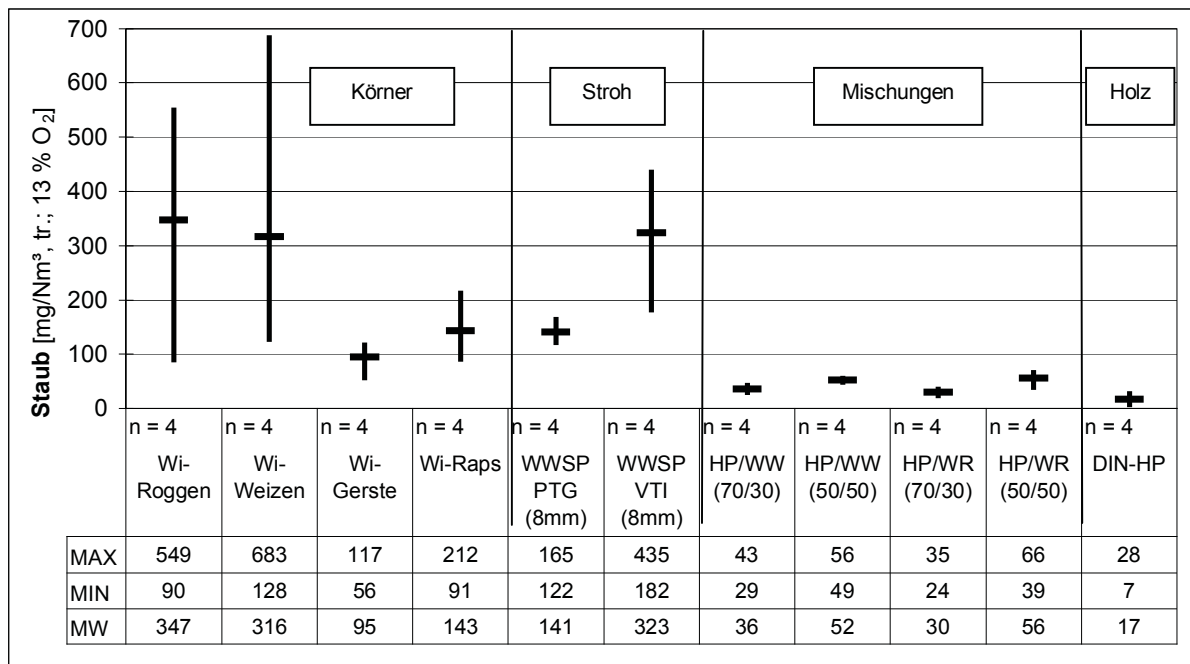 Staub [mg/Nm³, tr.; 13 % O₂]
700
600
500
400
300
200
100
0
Körner
Stroh
Mischungen
Holz
n = 4 n = 4 n = 4 n = 4 n = 4 n = 4 n = 4 n = 4 n = 4 n = 4 n = 4
Wi- Wi- Wi- Wi-Raps WWSP WWSP HP/WW HP/WW HP/WR HP/WR DIN-HP
Roggen Weizen Gerste PTG VTI (70/30) (50/50) (70/30) (50/50)
(8mm) (8mm)
MAX 549 683 117 212 165 435 43 56 35 66 28
MIN 90 128 56 91 122 182 29 49 24 39 7
MW 347 316 95 143 141 323 36 52 30 56 17